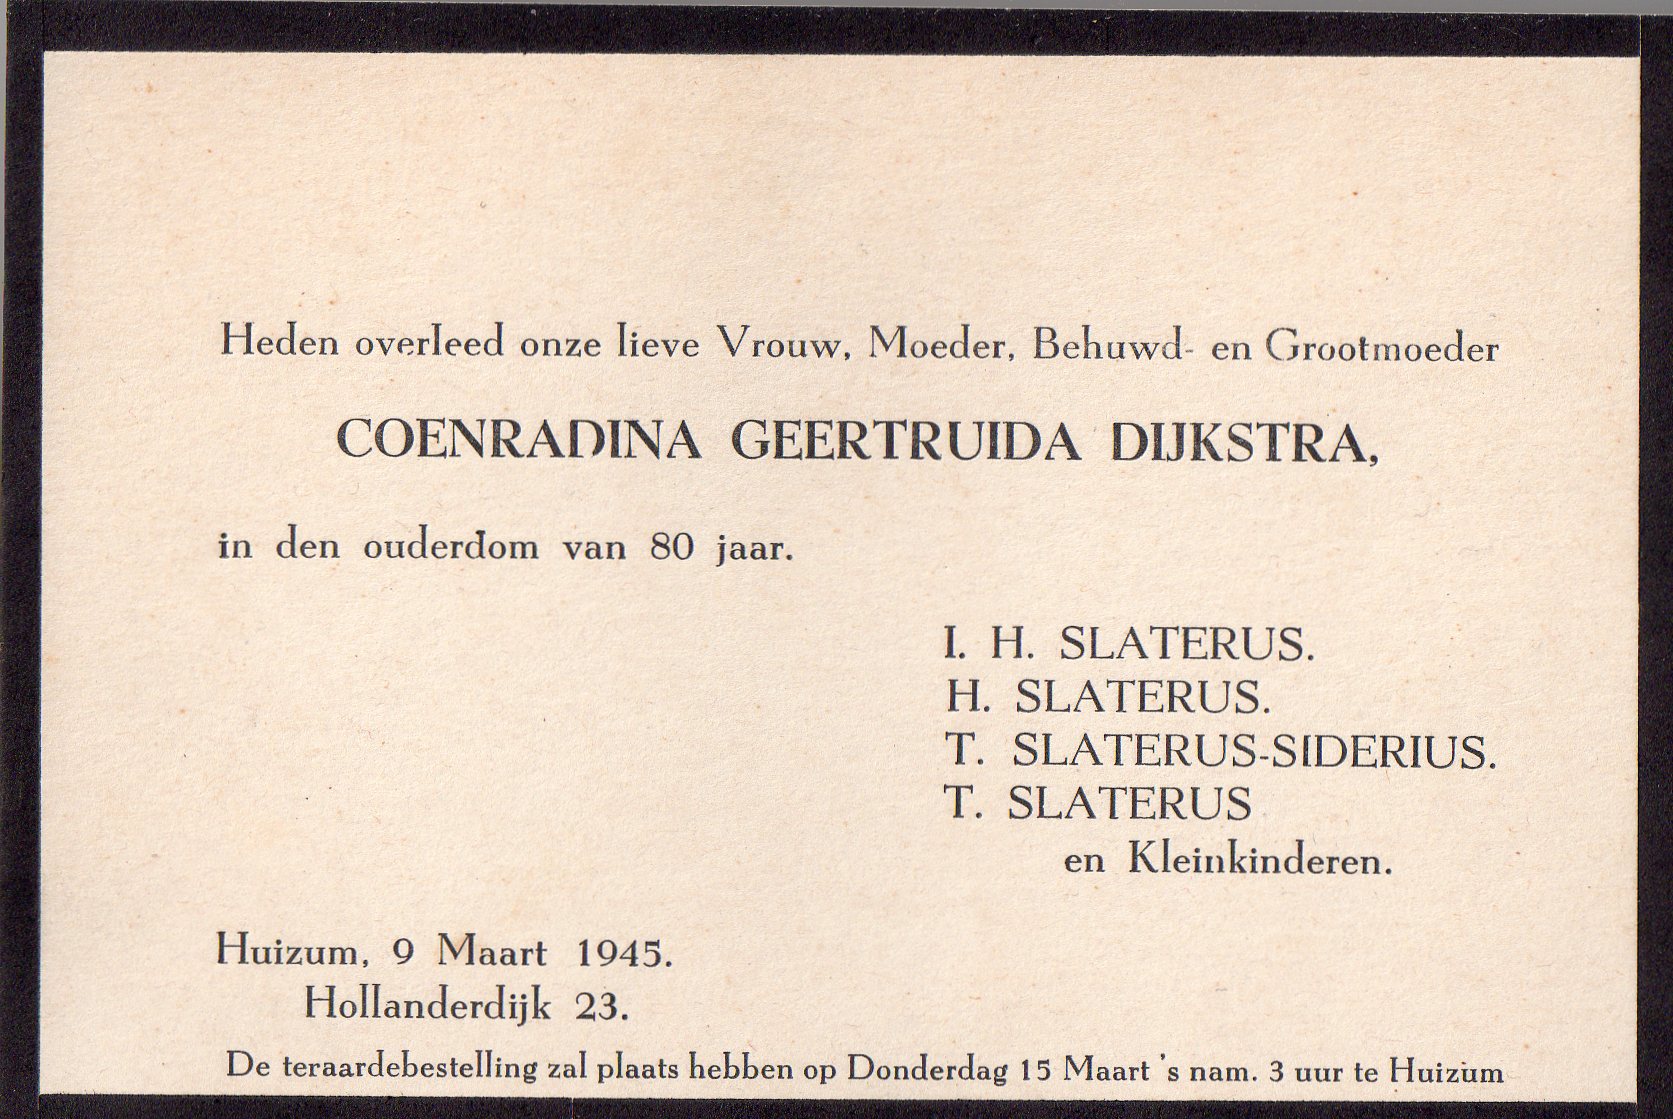 Heden overleed onze lieve Vrouw, Moeder, Behuwd- en Grootmoeder
COENRADINA GEERTRUIDA DIJKSTRA,
in den ouderdom van 80 jaar.
I. H. SLATERUS.
H. SLATERUS.
T. SLATERUS-SIDERIUS.
T. SLATERUS
en Kleinkinderen.
Huizum, 9 Maart 1945.
Hollanderdijk 23.
De teraardebestelling zal plaats hebben op Donderdag 15 Maart 's nam. 3 uur te Huizum